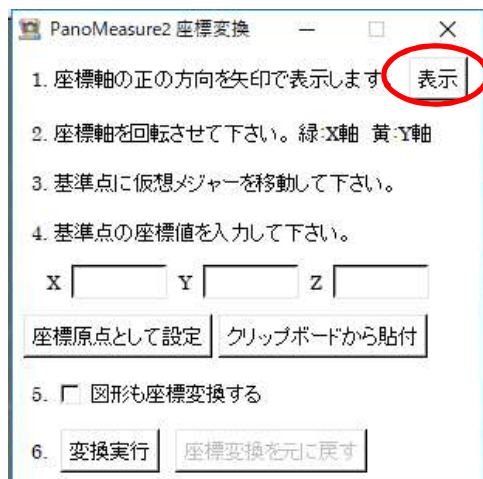 PanoMeasure2 座標変換
1. 座標軸の正の方向を矢印で表示します 表示
2. 座標軸を回転させて下さい。緑:X軸 黄:Y軸
3. 基準点に仮想メジャーを移動して下さい。
4. 基準点の座標値を入力して下さい。
X Y Z
座標原点として設定 クリップボードから貼付
5. 図形も座標変換する
6. 変換実行 座標変換を元に戻す